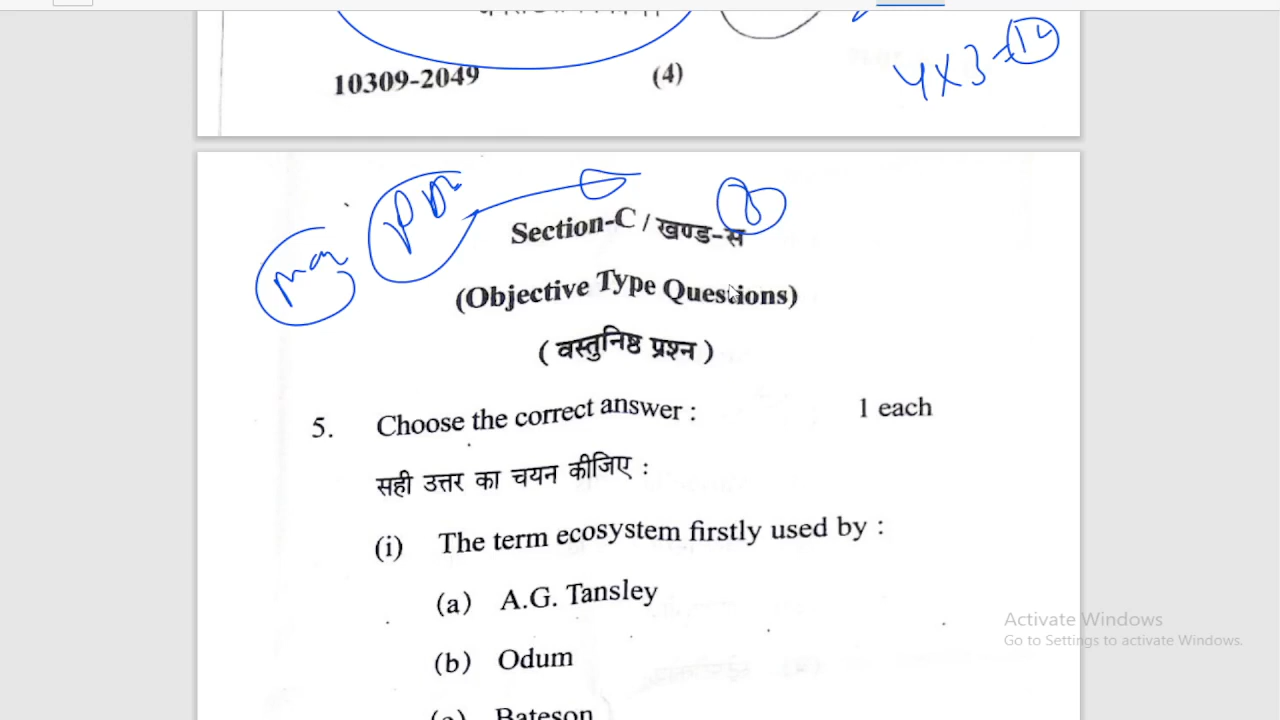 10309-2049
(4)
4×3=12
Section-C / खण्ड-स
(Objective Type Questions)
( वस्तुनिष्ठ प्रश्न )
5. Choose the correct answer : 1 each
सही उत्तर का चयन कीजिए :
(i) The term ecosystem firstly used by :
(a) A.G. Tansley
(b) Odum
Bateson
Activate Windows
Go to Settings to activate Windows.